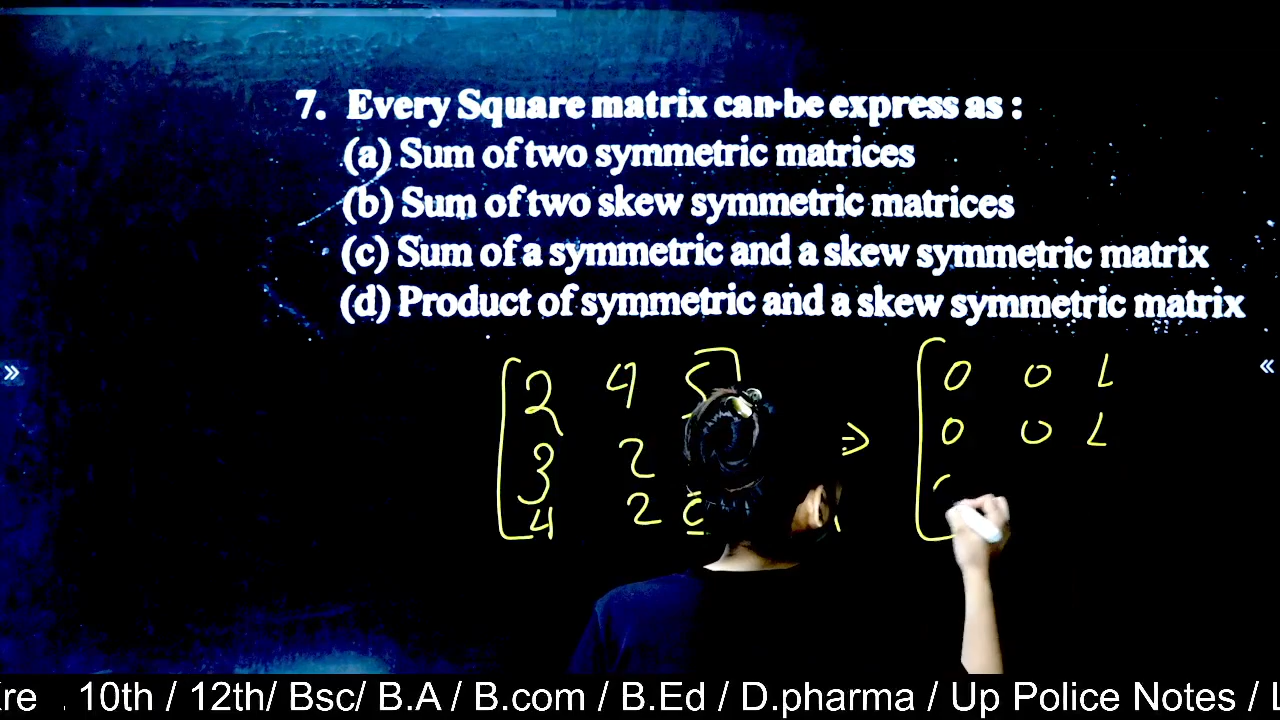 7. Every Square matrix can be express as :
(a) Sum of two symmetric matrices
(b) Sum of two skew symmetric matrices
(c) Sum of a symmetric and a skew symmetric matrix
(d) Product of symmetric and a skew symmetric matrix
2 4 5 ⇒ 0 0 1
3 2 0 0 1
4 2
. 10th / 12th/ Bsc/ B.A / B.com / B.Ed / D.pharma / Up Police Notes /